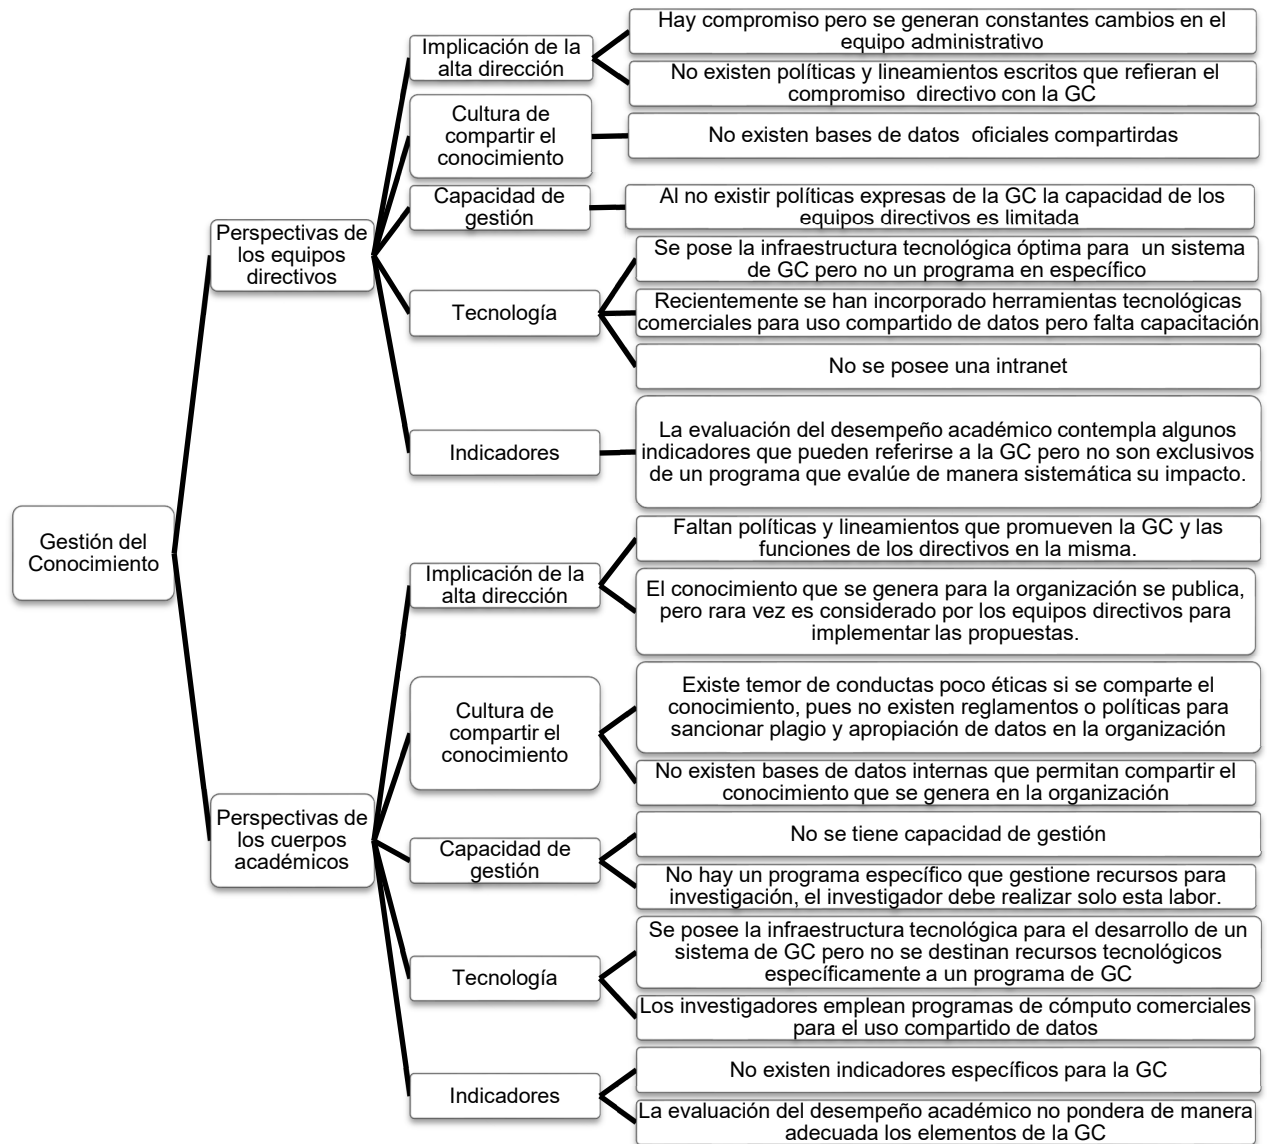 Gestión del
Conocimiento
Perspectivas de
los equipos
directivos
Implicación de la
alta dirección
Hay compromiso pero se generan constantes cambios en el
equipo administrativo
No existen políticas y lineamientos escritos que refieran el
compromiso directivo con la GC
Cultura de
compartir el
conocimiento
No existen bases de datos oficiales compartirdas
Capacidad de
gestión
Al no existir políticas expresas de la GC la capacidad de los
equipos directivos es limitada
Tecnología
Se pose la infraestructura tecnológica óptima para un sistema
de GC pero no un programa en específico
Recientemente se han incorporado herramientas tecnológicas
comerciales para uso compartido de datos pero falta capacitación
No se posee una intranet
Indicadores
La evaluación del desempeño académico contempla algunos
indicadores que pueden referirse a la GC pero no son exclusivos
de un programa que evalúe de manera sistemática su impacto.
Perspectivas de
los cuerpos
académicos
Implicación de la
alta dirección
Faltan políticas y lineamientos que promueven la GC y las
funciones de los directivos en la misma.
El conocimiento que se genera para la organización se publica,
pero rara vez es considerado por los equipos directivos para
implementar las propuestas.
Cultura de
compartir el
conocimiento
Existe temor de conductas poco éticas si se comparte el
conocimiento, pues no existen reglamentos o políticas para
sancionar plagio y apropiación de datos en la organización
No existen bases de datos internas que permitan compartir el
conocimiento que se genera en la organización
Capacidad de
gestión
No se tiene capacidad de gestión
No hay un programa específico que gestione recursos para
investigación, el investigador debe realizar solo esta labor.
Tecnología
Se posee la infraestructura tecnológica para el desarrollo de un
sistema de GC pero no se destinan recursos tecnológicos
específicamente a un programa de GC
Los investigadores emplean programas de cómputo comerciales
para el uso compartido de datos
Indicadores
No existen indicadores específicos para la GC
La evaluación del desempeño académico no pondera de manera
adecuada los elementos de la GC